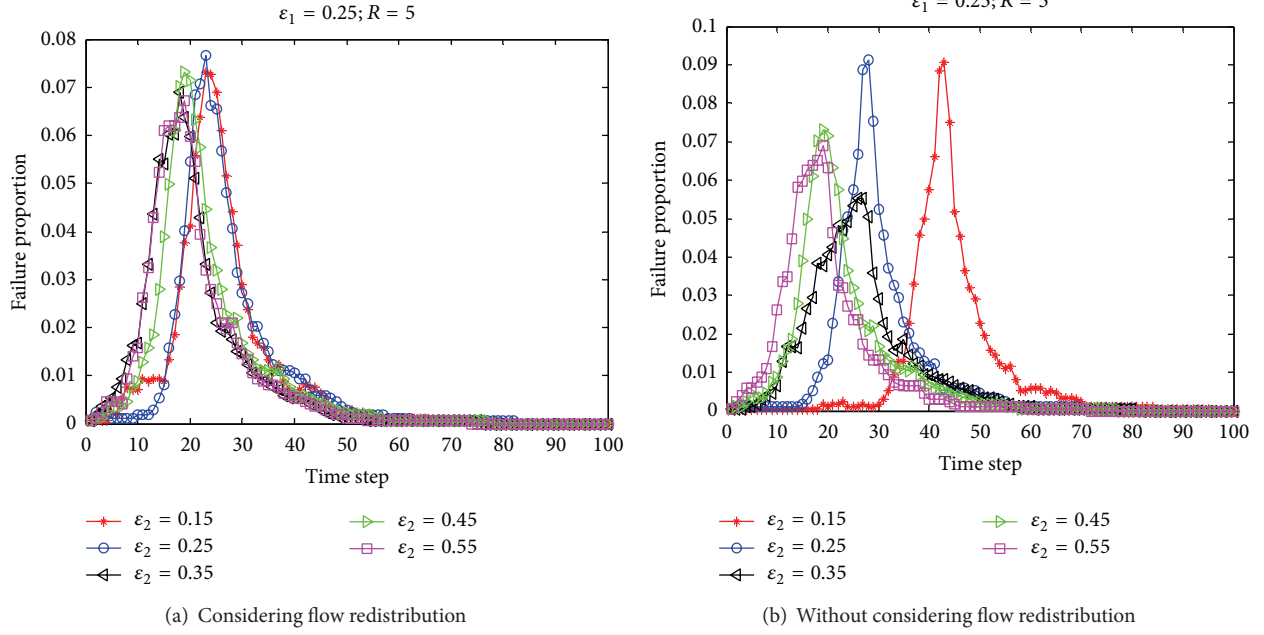 ε1 = 0.25; R = 5
0.08
0.07
0.06
0.05
0.04
0.03
0.02
0.01
0
Failure proportion
0 10 20 30 40 50 60 70 80 90 100
Time step
ε2 = 0.15
ε2 = 0.25
ε2 = 0.35
ε2 = 0.45
ε2 = 0.55
(a) Considering flow redistribution
ε1 = 0.25; R = 5
0.1
0.09
0.08
0.07
0.06
0.05
0.04
0.03
0.02
0.01
0
Failure proportion
0 10 20 30 40 50 60 70 80 90 100
Time step
ε2 = 0.15
ε2 = 0.25
ε2 = 0.35
ε2 = 0.45
ε2 = 0.55
(b) Without considering flow redistribution